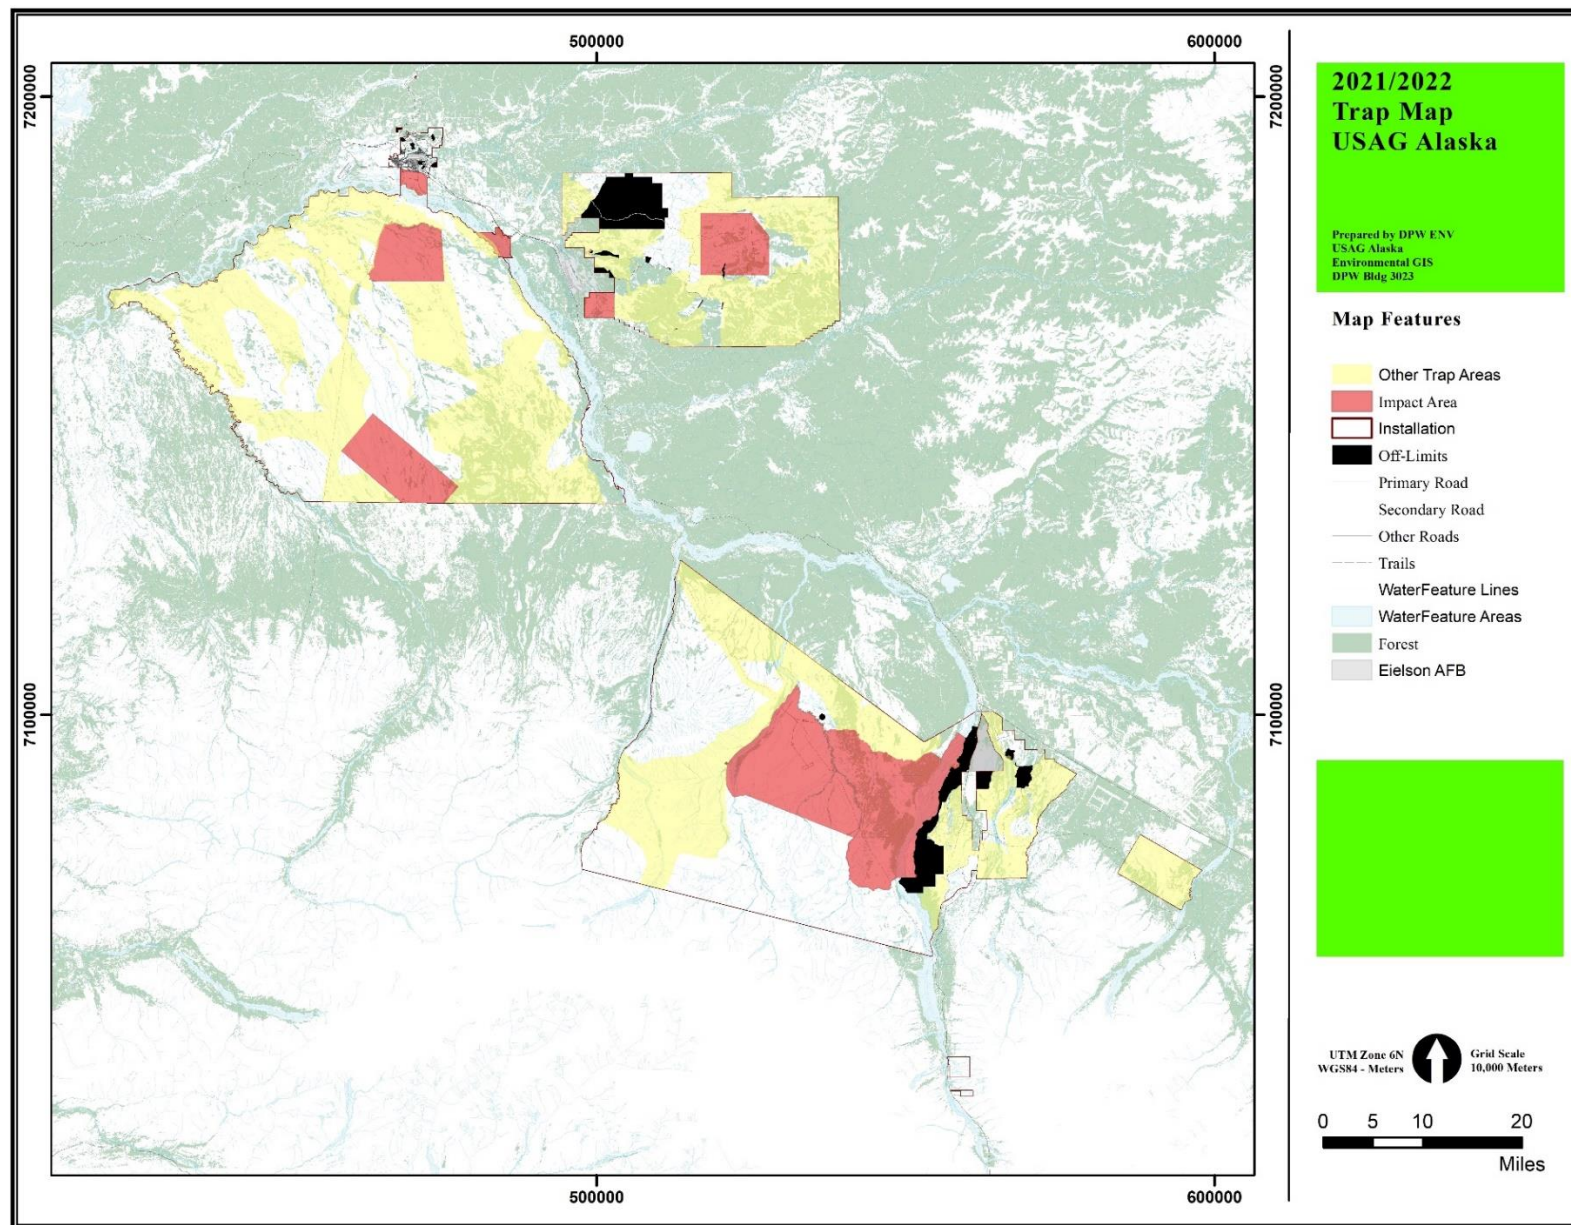 500000
600000
7200000
7200000
7100000
7100000
500000
600000
2021/2022
Trap Map
USAG Alaska
Prepared by DPW ENV
USAG Alaska
Environmental GIS
DPW Bldg 3023
Map Features
Other Trap Areas
Impact Area
Installation
Off-Limits
Primary Road
Secondary Road
Other Roads
Trails
WaterFeature Lines
WaterFeature Areas
Forest
Eielson AFB
UTM Zone 6N
WGS84 - Meters
Grid Scale
10,000 Meters
0 5 10 20
Miles